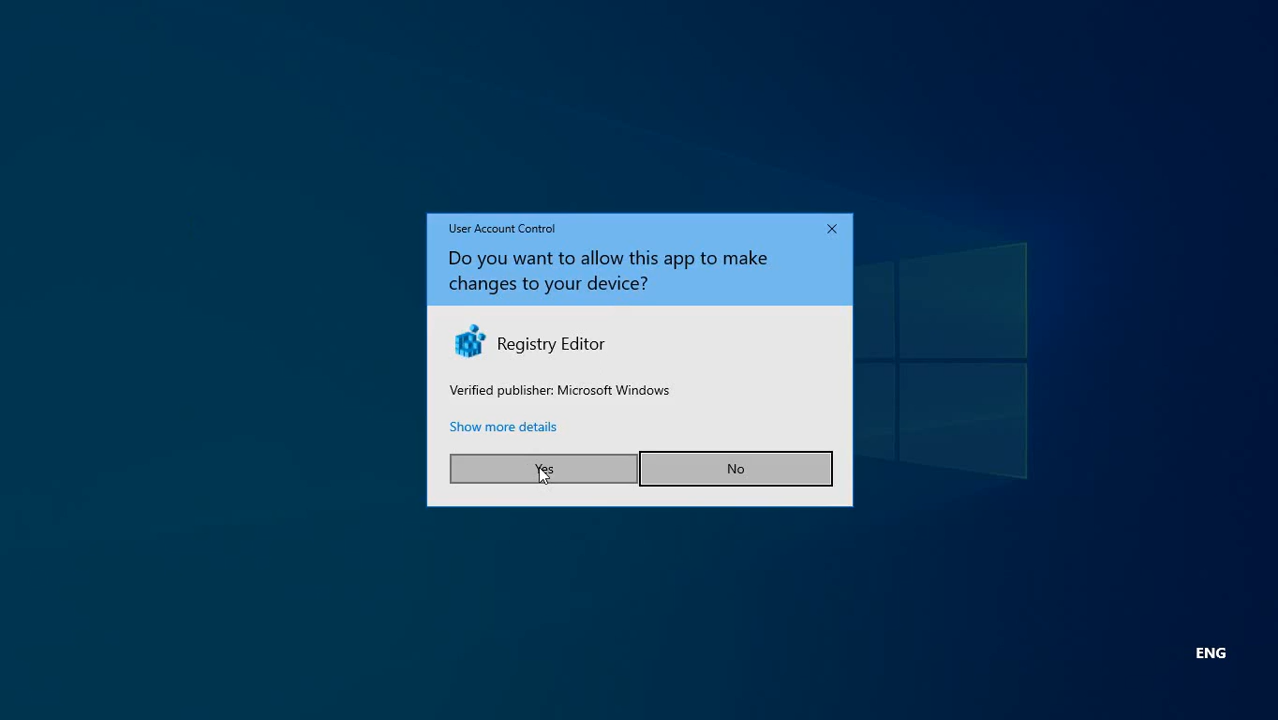 User Account Control
Do you want to allow this app to make
changes to your device?
Registry Editor
Verified publisher: Microsoft Windows
Show more details
Yes
No
ENG